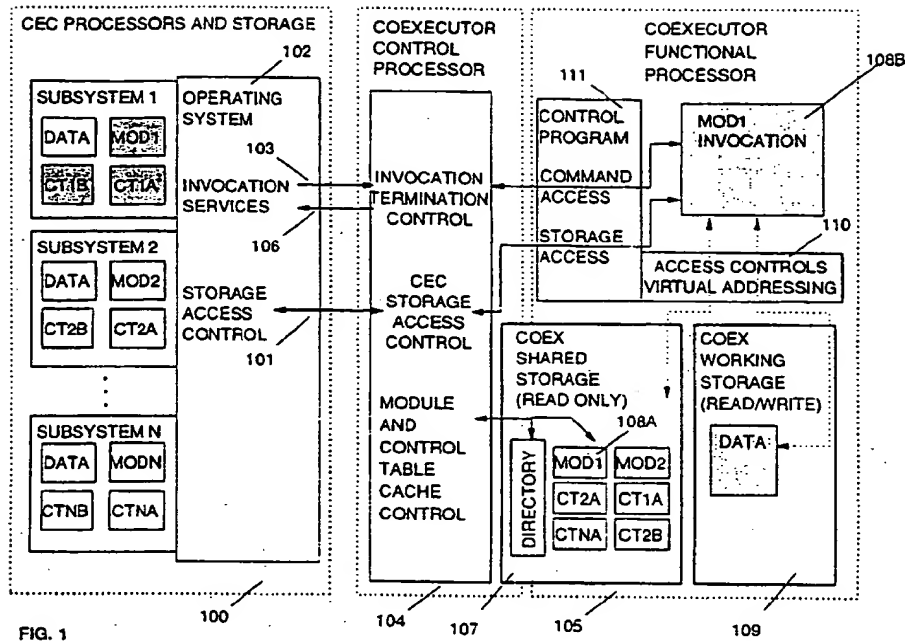 CEC PROCESSORS AND STORAGE
102
SUBSYSTEM 1
DATA
MOD1
CT1B
CT1A
OPERATING
SYSTEM
103
INVOCATION
SERVICES
106
SUBSYSTEM 2
DATA
MOD2
CT2B
CT2A
STORAGE
ACCESS
CONTROL
101
SUBSYSTEM N
DATA
MODN
CTNB
CTNA
100
COEXECUTOR
CONTROL
PROCESSOR
INVOCATION
TERMINATION
CONTROL
CEC
STORAGE
ACCESS
CONTROL
MODULE
AND
CONTROL
TABLE
CACHE
CONTROL
104
COEXECUTOR
FUNCTIONAL
PROCESSOR
111
108B
CONTROL
PROGRAM
COMMAND
ACCESS
STORAGE
ACCESS
MOD1
INVOCATION
110
ACCESS CONTROLS
VIRTUAL ADDRESSING
COEX
SHARED
STORAGE
(READ ONLY)
108A
DIRECTORY
MOD1
MOD2
CT2A
CT1A
CTNA
CT2B
107
105
COEX
WORKING
STORAGE
(READ/WRITE)
DATA
109
FIG. 1